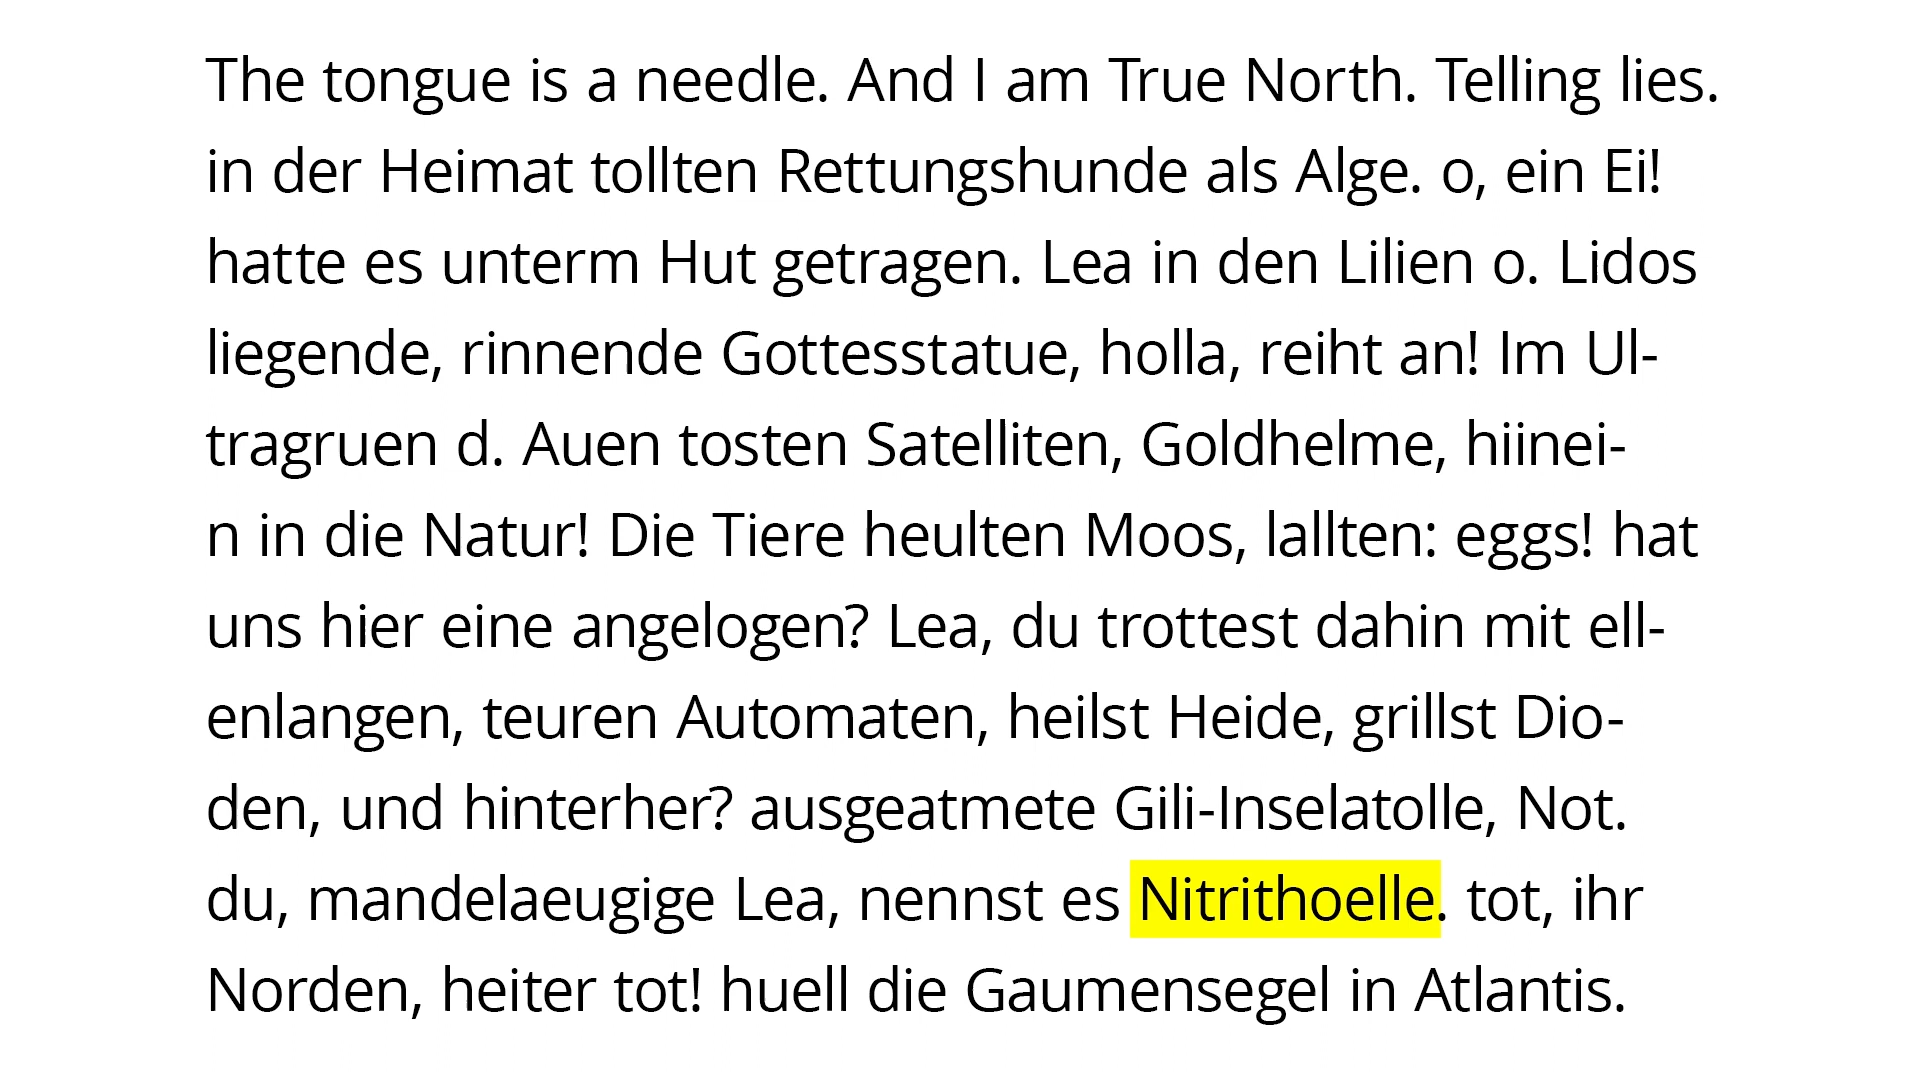 The tongue is a needle. And I am True North. Telling lies.
in der Heimat tollten Rettungshunde als Alge. o, ein Ei!
hatte es unterm Hut getragen. Lea in den Lilien o. Lidos
liegende, rinnende Gottesstatue, holla, reiht an! Im Ul-
tragruen d. Auen tosten Satelliten, Goldhelme, hiinei-
n in die Natur! Die Tiere heulten Moos, lallten: eggs! hat
uns hier eine angelogen? Lea, du trottest dahin mit ell-
enlangen, teuren Automaten, heilst Heide, grillst Dio-
den, und hinterher? ausgeatmete Gili-Inselatolle, Not.
du, mandelaeugige Lea, nennst es Nitrithoelle. tot, ihr
Norden, heiter tot! huell die Gaumensegel in Atlantis.